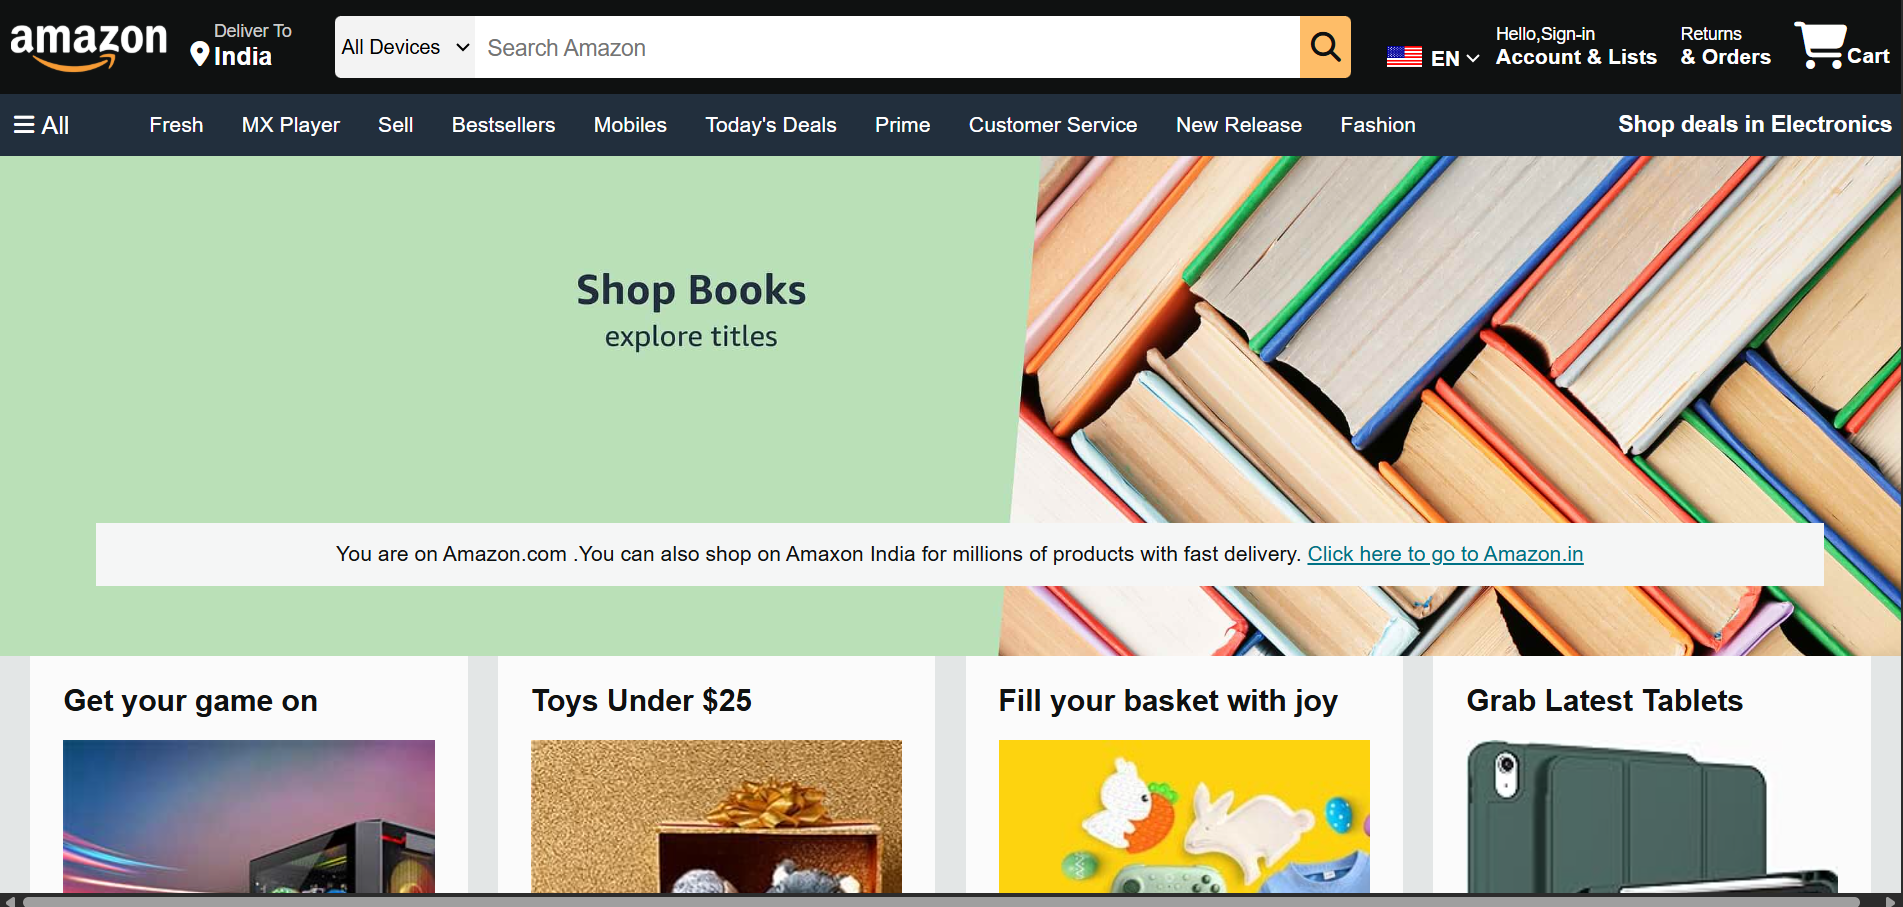 amazon
Deliver To
India
All Devices
Search Amazon
EN
Hello,Sign-in
Account & Lists
Returns
& Orders
Cart
All
Fresh
MX Player
Sell
Bestsellers
Mobiles
Today's Deals
Prime
Customer Service
New Release
Fashion
Shop deals in Electronics
Shop Books
explore titles
You are on Amazon.com .You can also shop on Amaxon India for millions of products with fast delivery. Click here to go to Amazon.in
Get your game on
Toys Under $25
Fill your basket with joy
Grab Latest Tablets